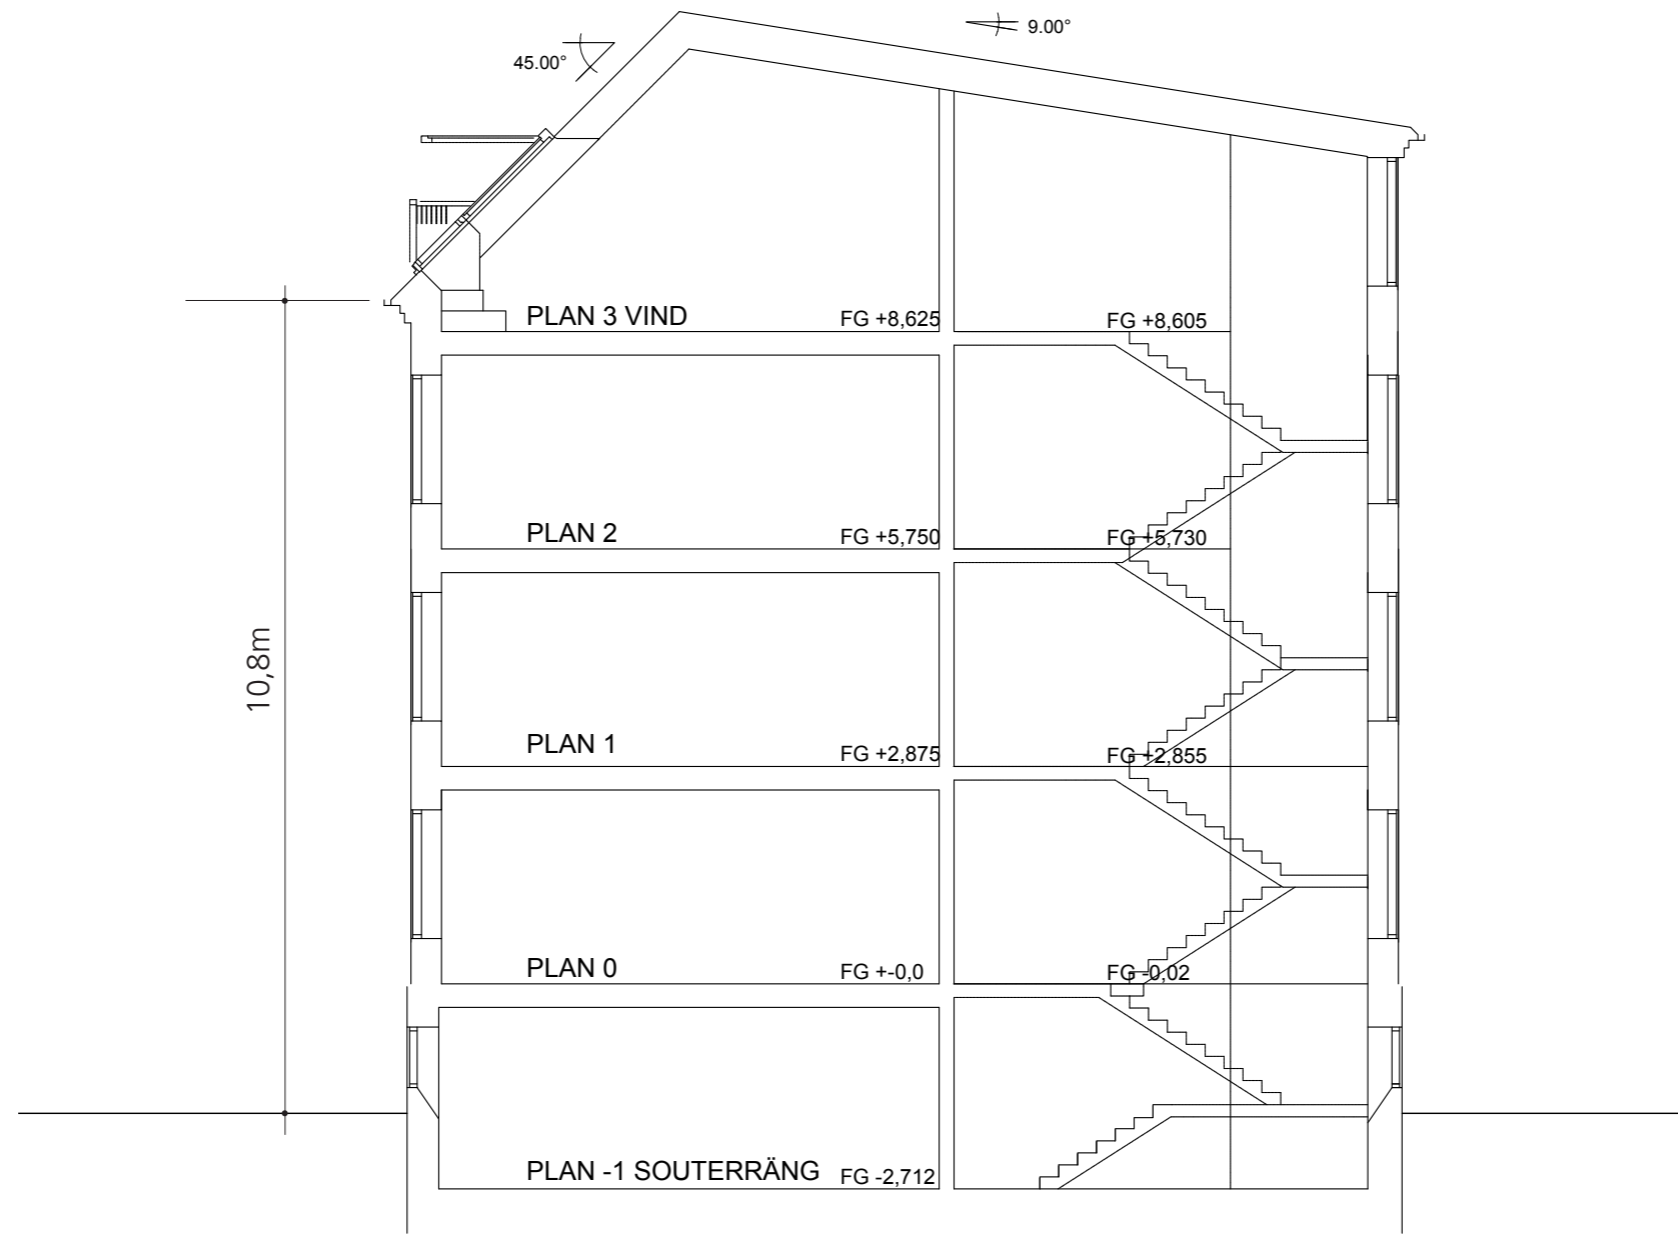 9.00°
45.00°
PLAN 3 VIND FG +8,625 FG +8,605
PLAN 2 FG +5,750 FG +5,730
10,8m
PLAN 1 FG +2,875 FG +2,855
PLAN 0 FG +-0,0 FG -0,02
PLAN -1 SOUTERRÄNG FG -2,712